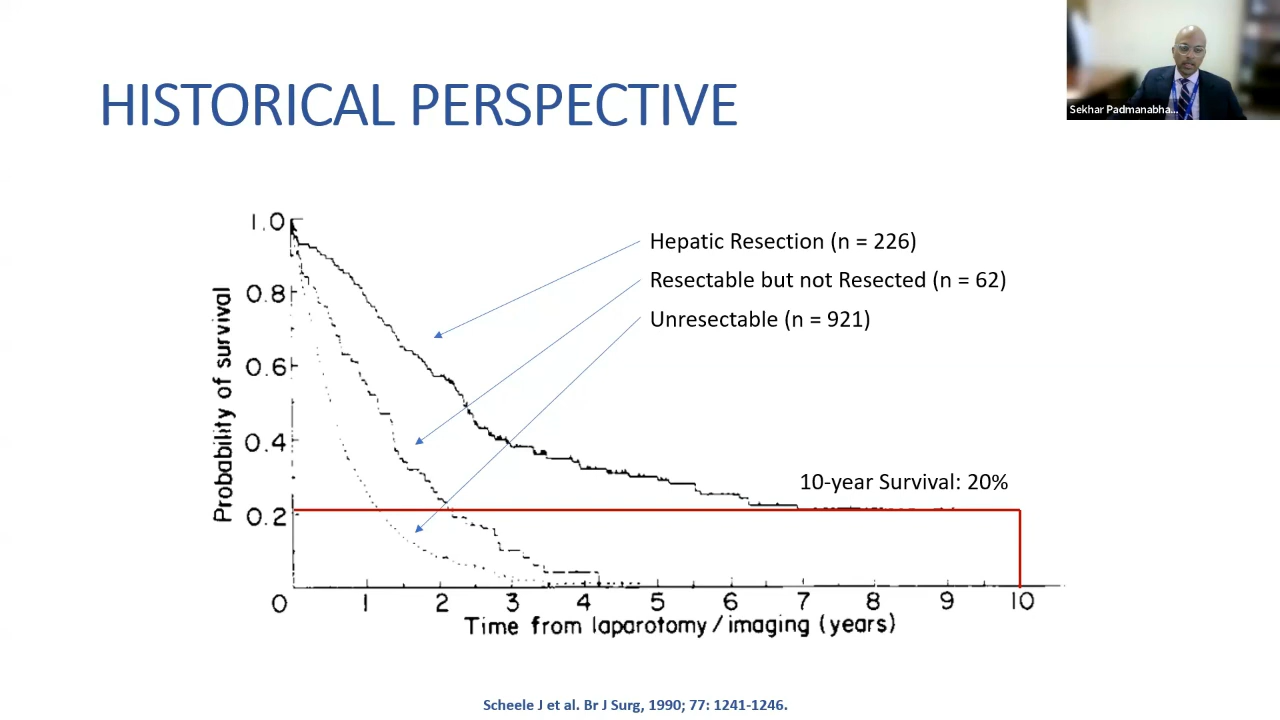 HISTORICAL PERSPECTIVE
Sekhar Padmanabha...
Hepatic Resection (n = 226)
Resectable but not Resected (n = 62)
Unresectable (n = 921)
10-year Survival: 20%
Probability of survival
1.0
0.8
0.6
0.4
0.2
0 1 2 3 4 5 6 7 8 9 10
Time from laparotomy / imaging (years)
Scheele J et al. Br J Surg, 1990; 77: 1241-1246.